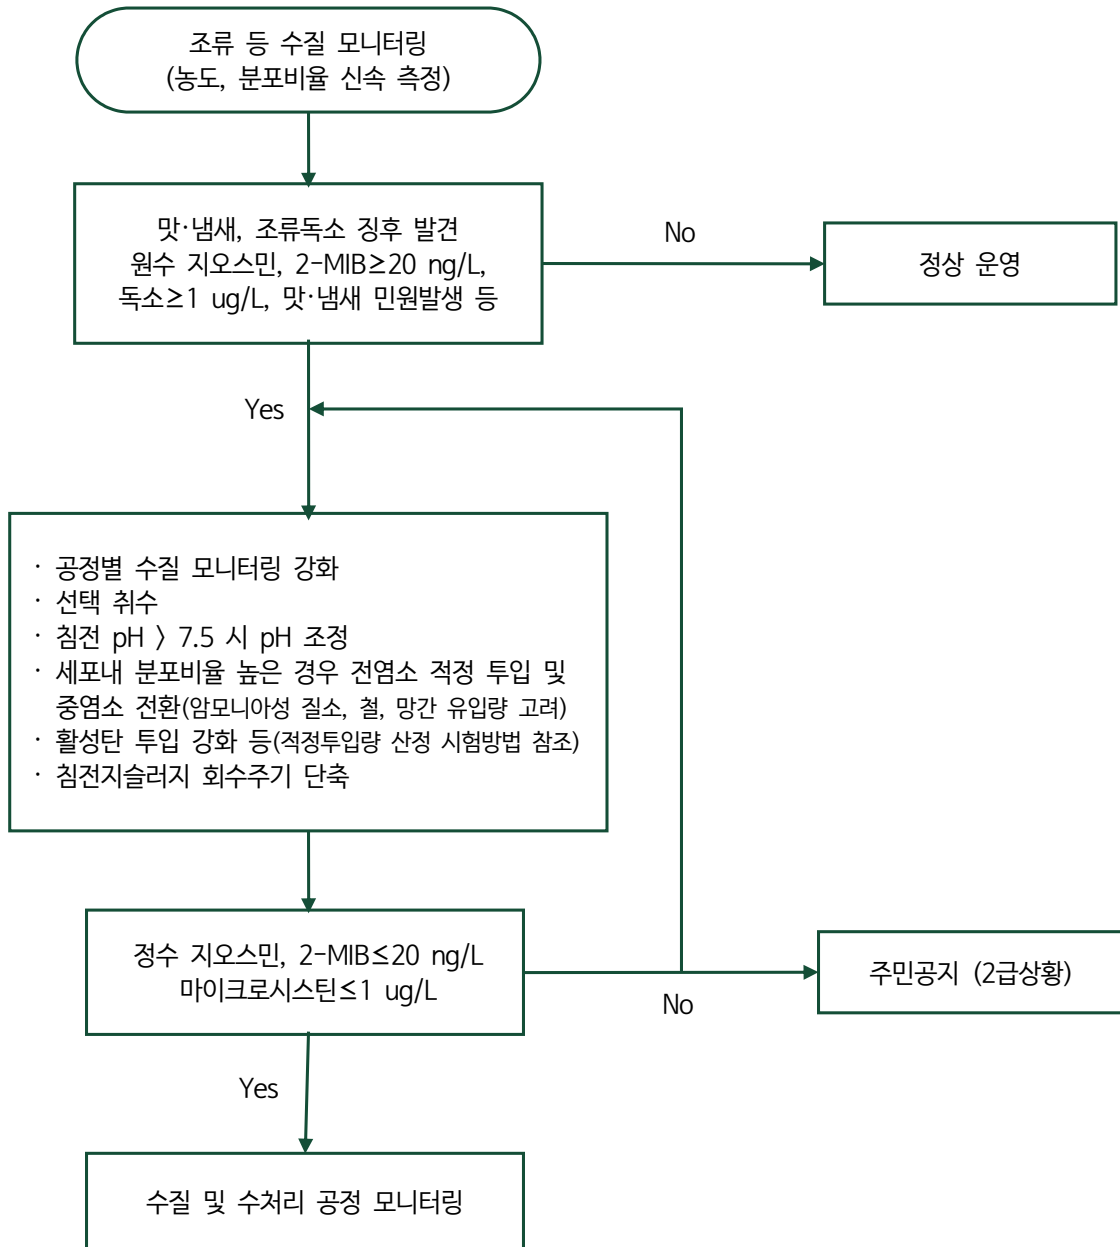 조류 등 수질 모니터링
(농도, 분포비율 신속 측정)
맛·냄새, 조류독소 징후 발견
원수 지오스민, 2-MIB≥20 ng/L,
독소≥1 ug/L, 맛·냄새 민원발생 등
No
정상 운영
Yes
· 공정별 수질 모니터링 강화
· 선택 취수
· 침전 pH > 7.5 시 pH 조정
· 세포내 분포비율 높은 경우 전염소 적정 투입 및
중염소 전환(암모니아성 질소, 철, 망간 유입량 고려)
· 활성탄 투입 강화 등(적정투입량 산정 시험방법 참조)
· 침전지슬러지 회수주기 단축
정수 지오스민, 2-MIB≤20 ng/L
마이크로시스틴≤1 ug/L
No
주민공지 (2급상황)
Yes
수질 및 수처리 공정 모니터링